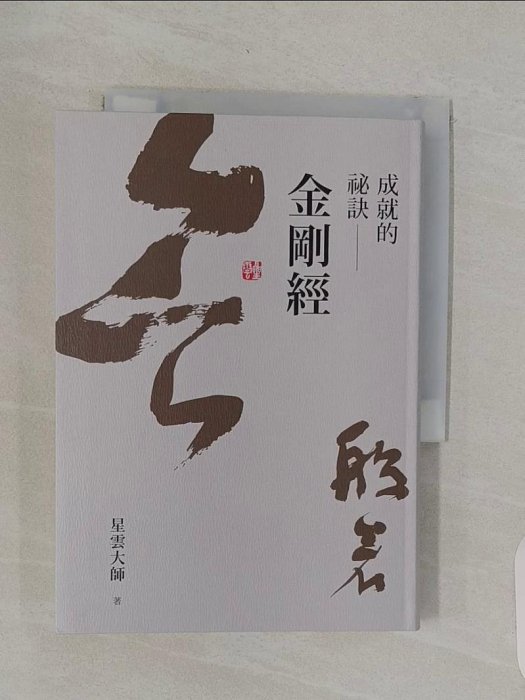 成就的
祕訣——
金剛經
般若
星雲大師 著